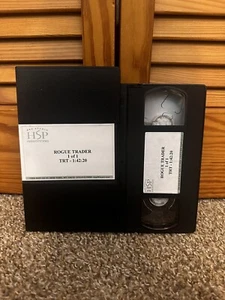 HSP
ROGUE TRADER
1 of 1
TRT - 1:42:20
HSP
ROGUE TRADER
1 of 1
TRT - 1:42:20